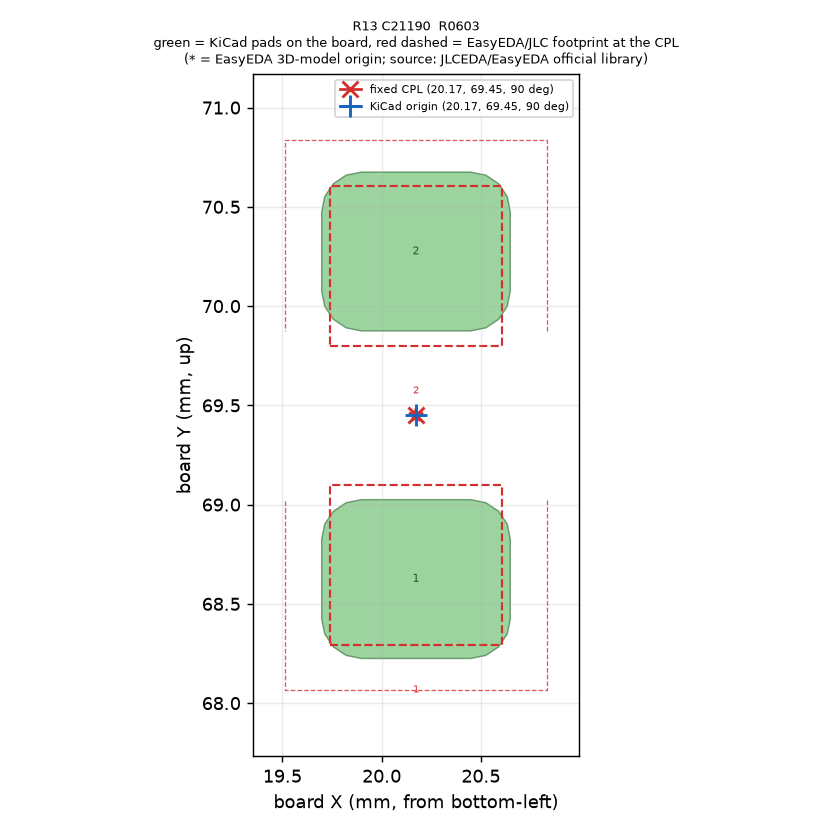 R13 C21190  R0603
green = KiCad pads on the board, red dashed = EasyEDA/JLC footprint at the CPL
(* = EasyEDA 3D-model origin; source: JLCEDA/EasyEDA official library)
fixed CPL (20.17, 69.45, 90 deg)
KiCad origin (20.17, 69.45, 90 deg)
71.0
70.5
70.0
69.5
69.0
68.5
68.0
board Y (mm, up)
2
2
1
1
19.5
20.0
20.5
board X (mm, from bottom-left)